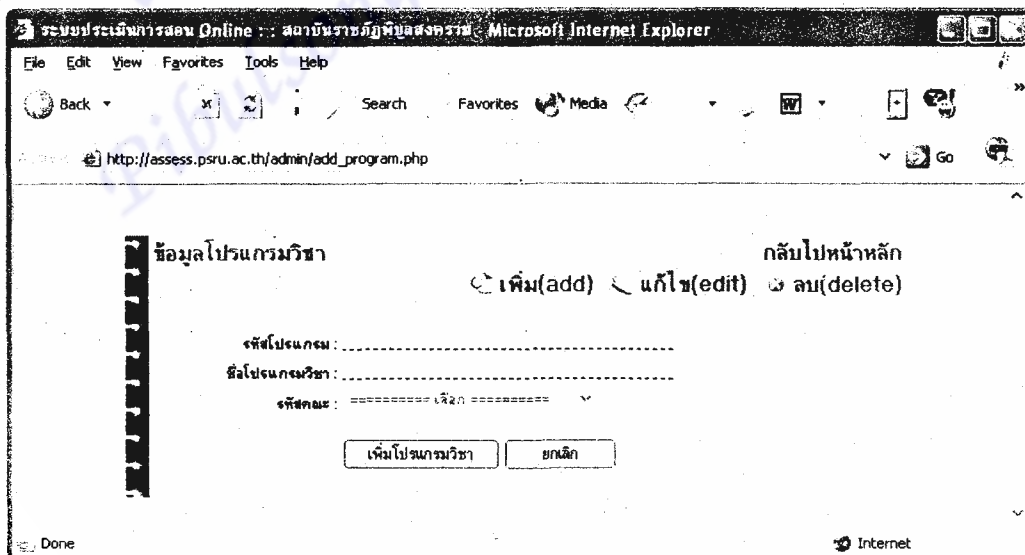 ระบบประเมินการสอน Online : : สถาบันราชภัฏพิบูลสงคราม - Microsoft Internet Explorer
File Edit View Favorites Tools Help
Back Search Favorites Media
http://assess.psru.ac.th/admin/add_program.php Go
ข้อมูลโปรแกรมวิชา กลับไปหน้าหลัก
เพิ่ม(add) แก้ไข(edit) ลบ(delete)
รหัสโปรแกรม :
ชื่อโปรแกรมวิชา :
รหัสคณะ : ========== เลือก ==========
เพิ่มโปรแกรมวิชา ยกเลิก
Done Internet